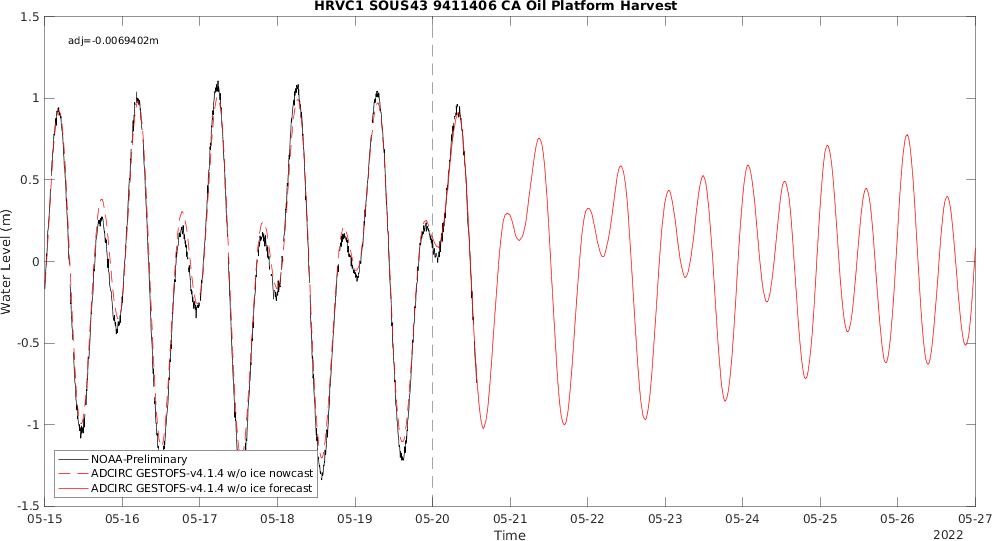 HRVC1 SOUS43 9411406 CA Oil Platform Harvest
adj=-0.0069402m
Water Level (m)
1.5
1
0.5
0
-0.5
-1
-1.5
NOAA-Preliminary
ADCIRC GESTOFS-v4.1.4 w/o ice nowcast
ADCIRC GESTOFS-v4.1.4 w/o ice forecast
05-15 05-16 05-17 05-18 05-19 05-20 05-21 05-22 05-23 05-24 05-25 05-26 05-27
Time
2022